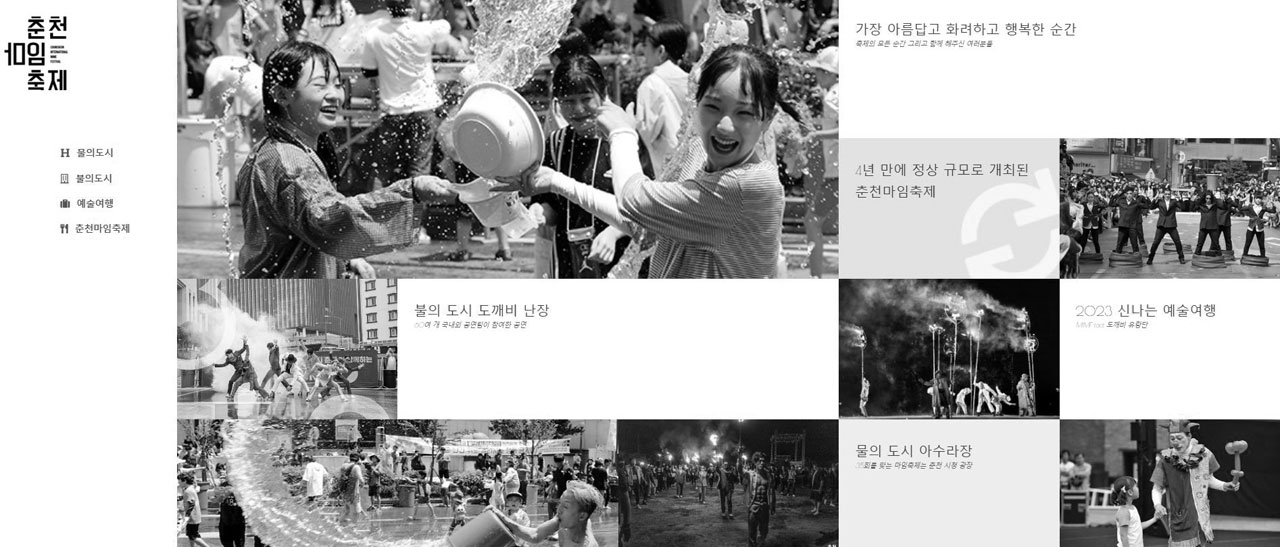 춘천
마임
CHUNCHEON
INTERNATIONAL
MIME
FESTIVAL
축제
물의도시
불의도시
예술여행
춘천마임축제
가장 아름답고 화려하고 행복한 순간
축제의 모든 순간 그리고 함께 해주신 여러분들
4년 만에 정상 규모로 개최된
춘천마임축제
불의 도시 도깨비 난장
60여 개 국내외 공연팀이 참여한 공연
2023 신나는 예술여행
도깨비 유랑단
물의 도시 아수라장
35회를 맞는 마임축제는 춘천 시청 광장